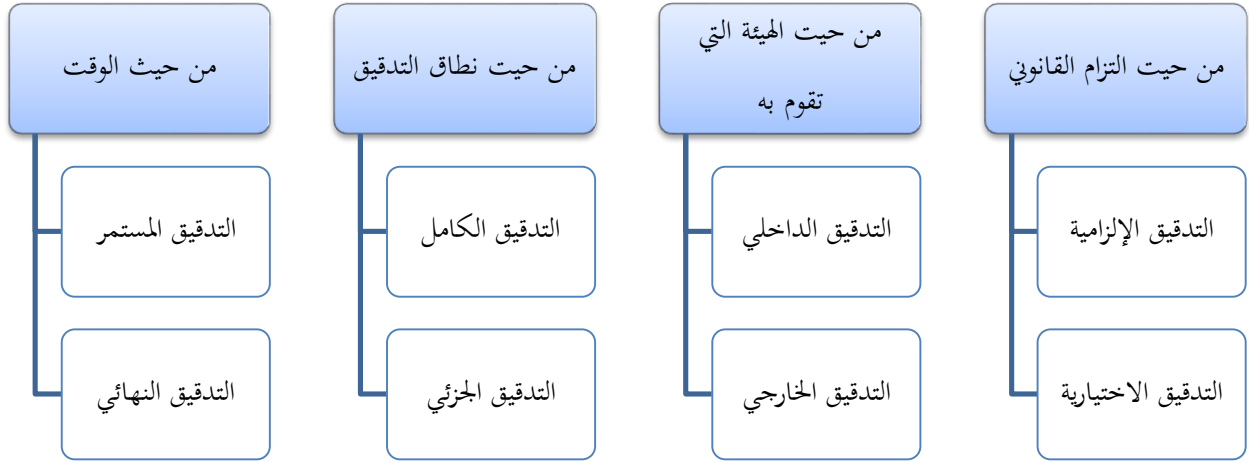 من حيت التزام القانوني
التدقيق الإلزامية
التدقيق الاختيارية
من حيت الهيئة التي
تقوم به
التدقيق الداخلي
التدقيق الخارجي
من حيت نطاق التدقيق
التدقيق الكامل
التدقيق الجزئي
من حيث الوقت
التدقيق المستمر
التدقيق النهائي